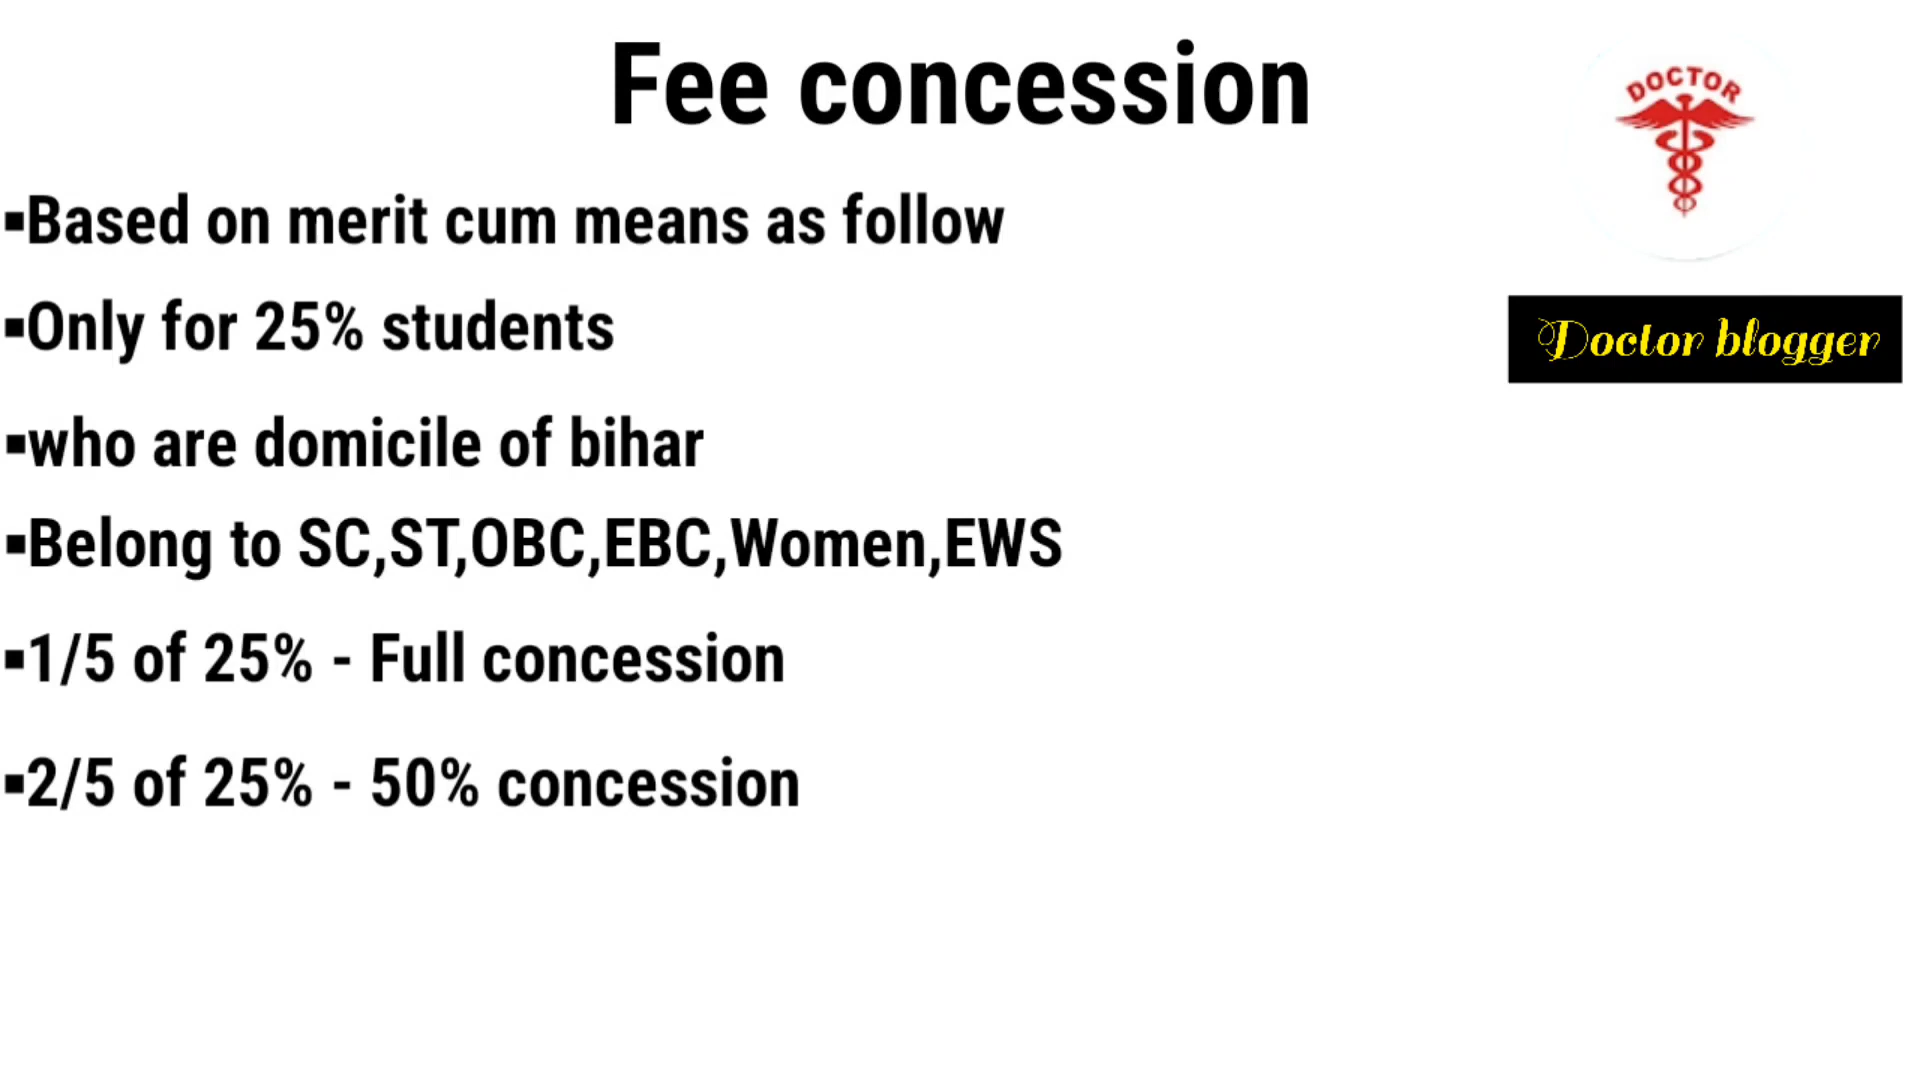 Fee concession
DOCTOR
▪Based on merit cum means as follow
▪Only for 25% students
Doctor blogger
▪who are domicile of bihar
▪Belong to SC,ST,OBC,EBC,Women,EWS
▪1/5 of 25% - Full concession
▪2/5 of 25% - 50% concession